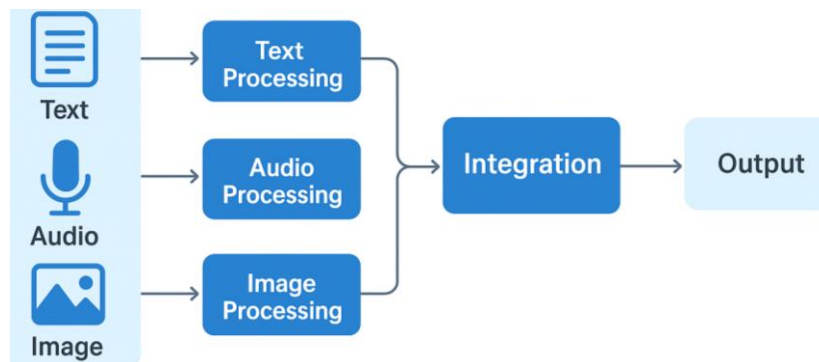 Text
Audio
Image
Text
Processing
Audio
Processing
Image
Processing
Integration
Output